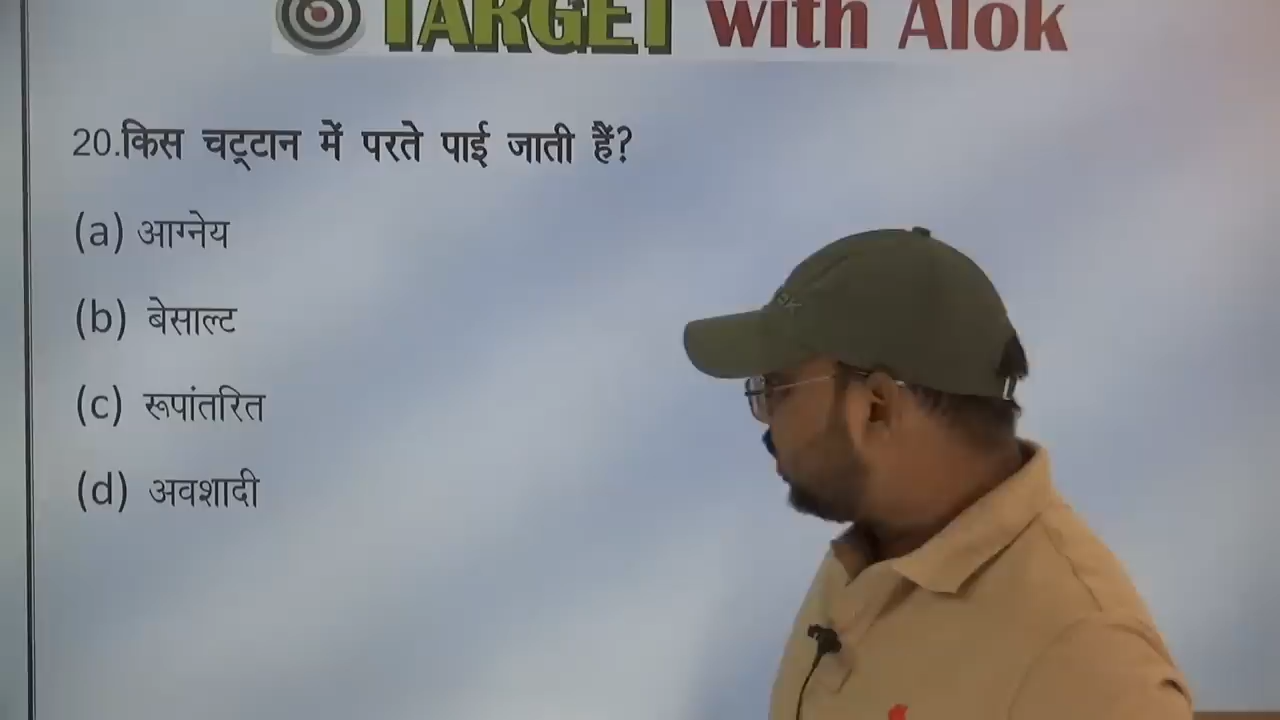 TARGET with Alok
20.किस चट्टान में परते पाई जाती हैं?
(a) आग्नेय
(b) बेसाल्ट
(c) रूपांतरित
(d) अवशादी